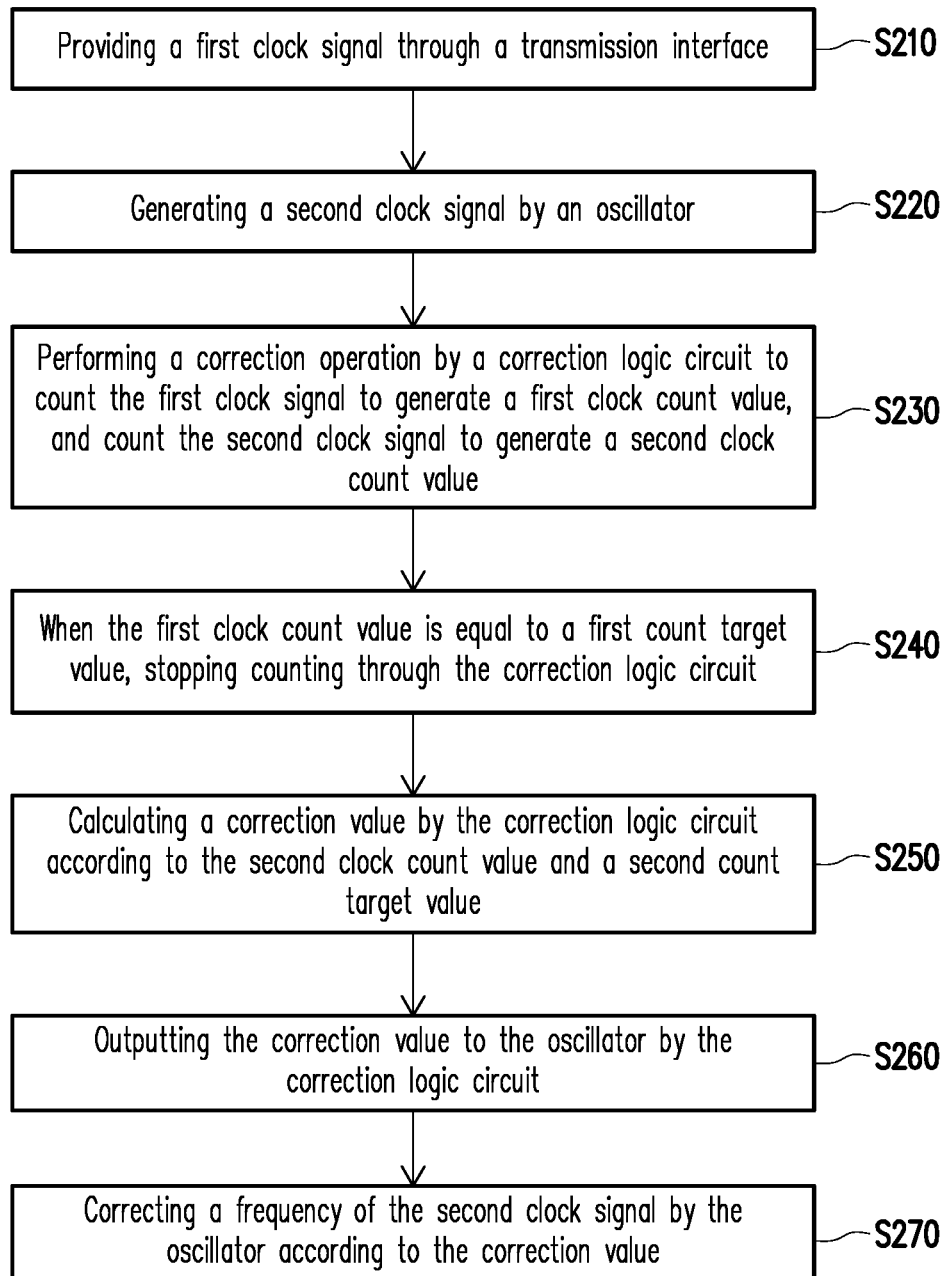 Providing a first clock signal through a transmission interface
S210
Generating a second clock signal by an oscillator
S220
Performing a correction operation by a correction logic circuit to
count the first clock signal to generate a first clock count value,
and count the second clock signal to generate a second clock
count value
S230
When the first clock count value is equal to a first count target
value, stopping counting through the correction logic circuit
S240
Calculating a correction value by the correction logic circuit
according to the second clock count value and a second count
target value
S250
Outputting the correction value to the oscillator by the
correction logic circuit
S260
Correcting a frequency of the second clock signal by the
oscillator according to the correction value
S270